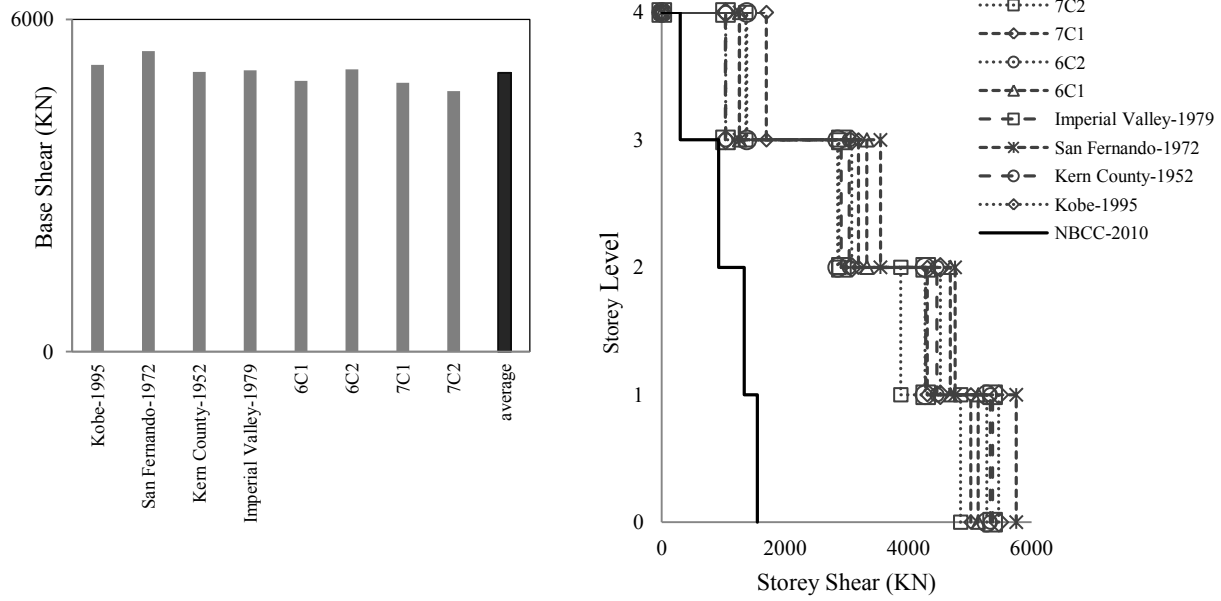 6000
0
Base Shear (KN)
Kobe-1995
San Fernando-1972
Kern County-1952
Imperial Valley-1979
6C1
6C2
7C1
7C2
average
4
3
2
1
0
Storey Level
0
2000
4000
6000
Storey Shear (KN)
7C2
7C1
6C2
6C1
Imperial Valley-1979
San Fernando-1972
Kern County-1952
Kobe-1995
NBCC-2010